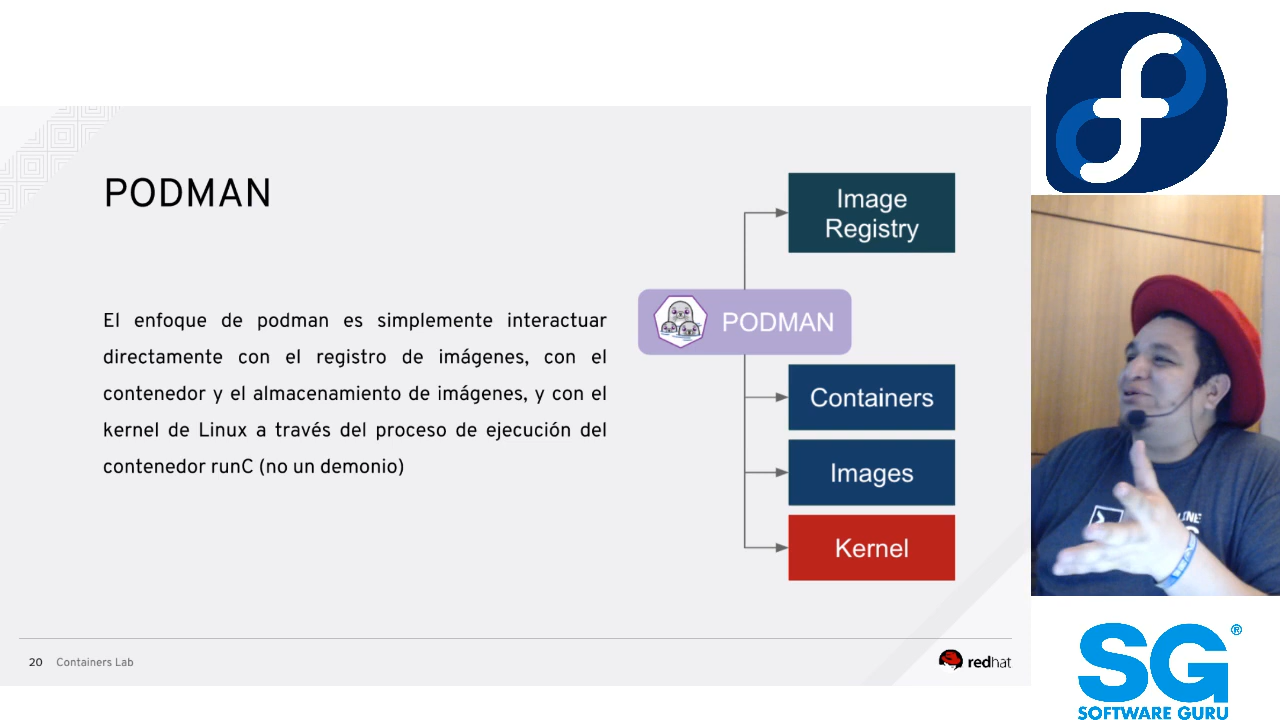 PODMAN
El enfoque de podman es simplemente interactuar
directamente con el registro de imágenes, con el
contenedor y el almacenamiento de imágenes, y con el
kernel de Linux a través del proceso de ejecución del
contenedor runC (no un demonio)
Image
Registry
PODMAN
Containers
Images
Kernel
20 Containers Lab
redhat
SG®
SOFTWARE GURU